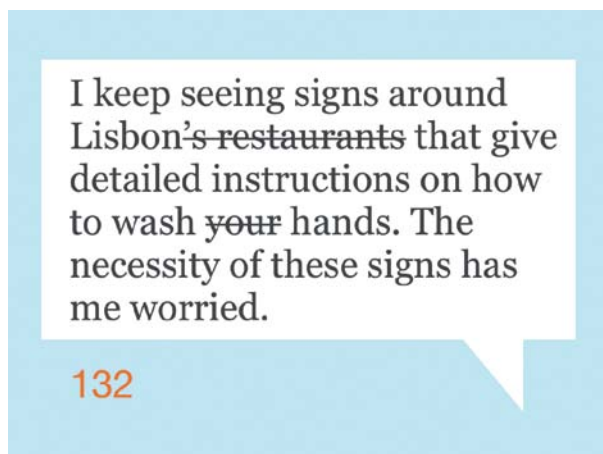 I keep seeing signs around
Lisbon's restaurants that give
detailed instructions on how
to wash your hands. The
necessity of these signs has
me worried.
132